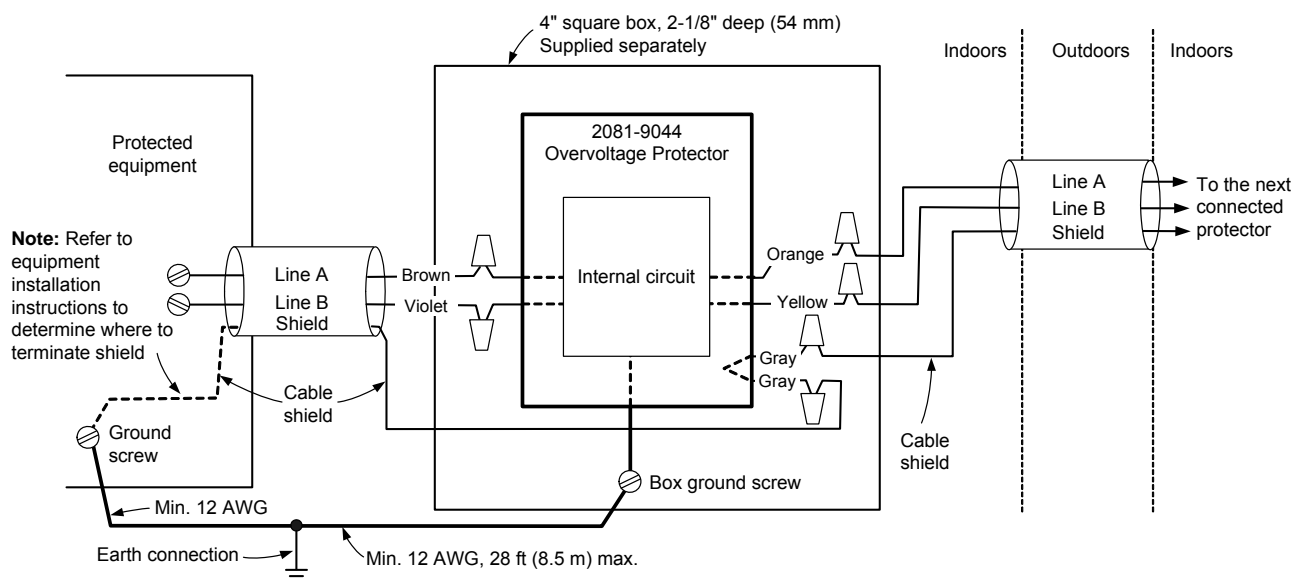 4" square box, 2-1/8" deep (54 mm)
Supplied separately
Indoors
Outdoors
Indoors
Protected
equipment
2081-9044
Overvoltage Protector
Line A
Line B
Shield
To the next
connected
protector
Note: Refer to
equipment
installation
instructions to
determine where to
terminate shield
Line A
Line B
Shield
Brown
Violet
Internal circuit
Orange
Yellow
Gray
Gray
Cable
shield
Cable
shield
Ground
screw
Box ground screw
Min. 12 AWG
Earth connection
Min. 12 AWG, 28 ft (8.5 m) max.